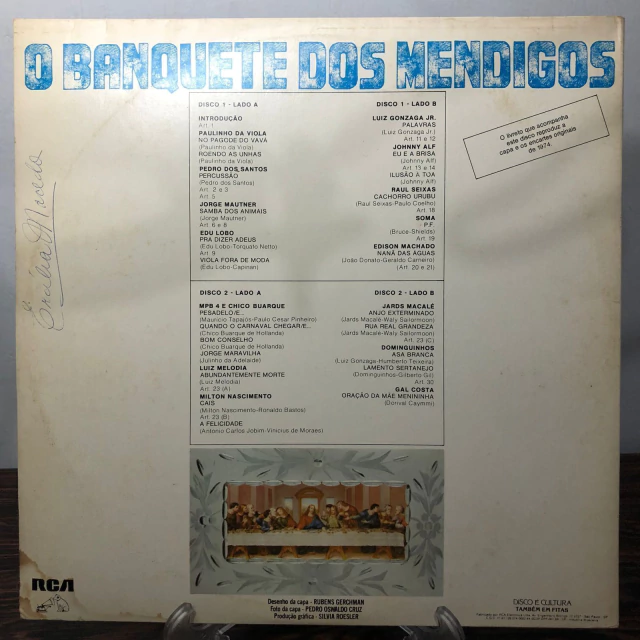 O BANQUETE DOS MENDIGOS
DISCO 1 - LADO A
INTRODUCÃO
Art. 1
PAULINHO DA VIOLA
NO PAGODE DO VAVÁ
(Paulinho da Viola)
ROENDO AS UNHAS
(Paulinho da Viola)
PEDRO DOS SANTOS
PERCUSSÃO
(Pedro dos Santos)
Art. 2 e 3
Art. 5
JORGE MAUTNER
SAMBA DOS ANIMAIS
(Jorge Mautner)
Art. 6 e 8
EDU LOBO
PRA DIZER ADEUS
(Edu Lobo-Torquato Netto)
Art. 9
VIOLA FORA DE MODA
(Edu Lobo-Capinan)
DISCO 1 - LADO B
LUIZ GONZAGA JR.
PALAVRAS
(Luiz Gonzaga Jr.)
Art. 11 e 12
JOHNNY ALF
EU E A BRISA
(Johnny Alf)
Art. 13 e 14
ILUSÃO À TOA
(Johnny Alf)
RAUL SEIXAS
CACHORRO URUBU
(Raul Seixas-Paulo Coelho)
Art. 18
SOMA
P.F.
(Bruce-Shields)
Art. 19
EDISON MACHADO
NANÃ DAS ÁGUAS
(João Donato-Geraldo Carneiro)
(Art. 20 e 21)
O livreto que acompanha
este disco reproduz a
capa e os encartes originais
de 1974.
DISCO 2 - LADO A
MPB 4 E CHICO BUARQUE
PESADELO/E...
(Mauricio Tapajós-Paulo Cesar Pinheiro)
QUANDO O CARNAVAL CHEGAR/E...
(Chico Buarque de Hollanda)
BOM CONSELHO
(Chico Buarque de Hollanda)
JORGE MARAVILHA
(Julinho da Adelaide)
LUIZ MELODIA
ABUNDANTEMENTE MORTE
(Luiz Melodia)
Art. 23 (A)
MILTON NASCIMENTO
CAIS
(Milton Nascimento-Ronaldo Bastos)
Art. 23 (B)
A FELICIDADE
(Antonio Carlos Jobim-Vinicius de Moraes)
DISCO 2 - LADO B
JARDS MACALÉ
ANJO EXTERMINADO
(Jards Macalé-Waly Sailormoon)
RUA REAL GRANDEZA
(Jards Macalé-Waly Sailormoon)
Art. 23 (C)
DOMINGUINHOS
ASA BRANCA
(Luiz Gonzaga-Humberto Teixeira)
LAMENTO SERTANEJO
(Dominguinhos-Gilberto Gil)
Art. 30
GAL COSTA
ORAÇÃO DA MÃE MENININHA
(Dorival Caymmi)
RCA
Desenho da capa - RUBENS GERCHMAN
Foto da capa - PEDRO OSWALDO CRUZ
Produção gráfica - SILVIA ROESLER
DISCO E CULTURA
TAMBÉM EM FITAS